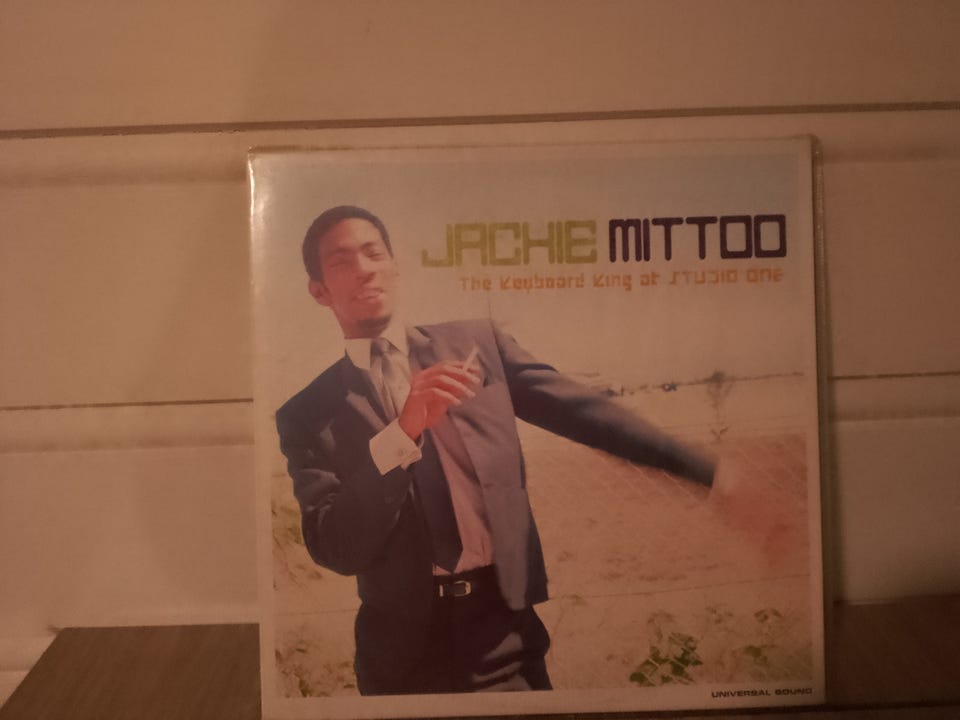 JACKIE MITTOO
The Keyboard King at STUDIO ONE
UNIVERSAL SOUND